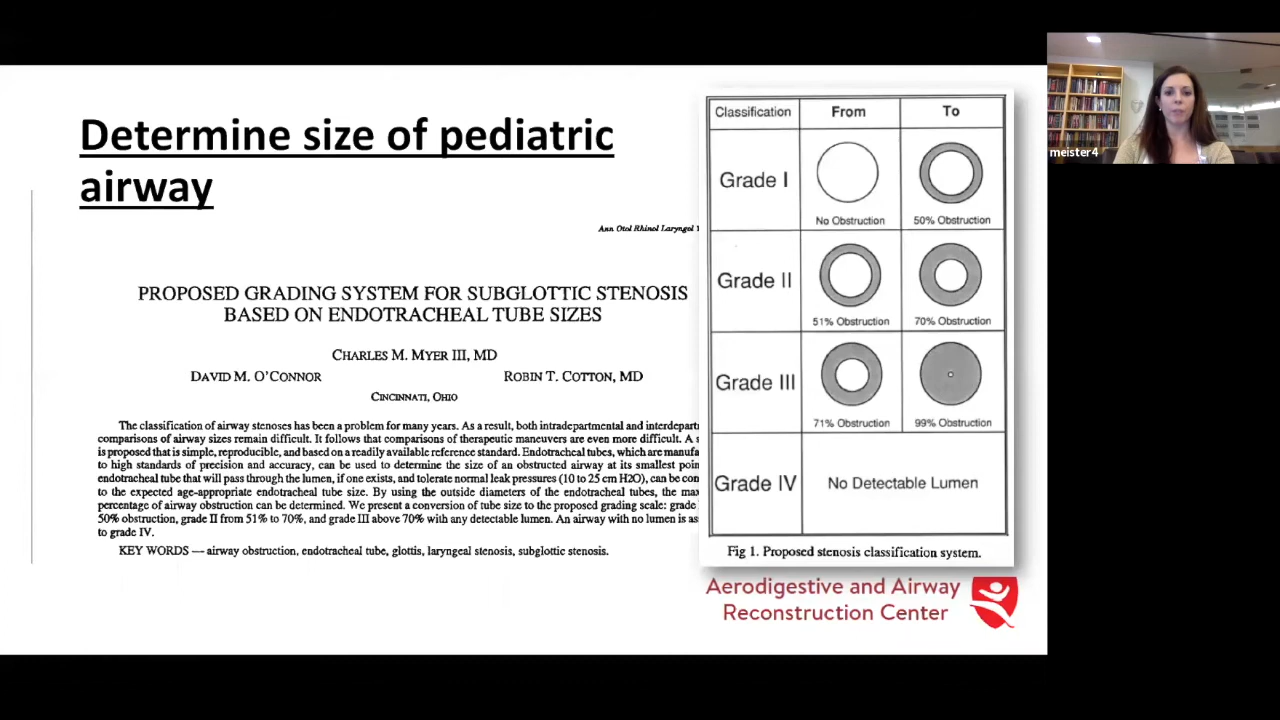 Determine size of pediatric
airway
Ann Otol Rhinol Laryngol
PROPOSED GRADING SYSTEM FOR SUBGLOTTIC STENOSIS
BASED ON ENDOTRACHEAL TUBE SIZES
CHARLES M. MYER III, MD
DAVID M. O'CONNOR ROBIN T. COTTON, MD
CINCINNATI, OHIO
The classification of airway stenoses has been a problem for many years. As a result, both intradepartmental and interdepart
comparisons of airway sizes remain difficult. It follows that comparisons of therapeutic maneuvers are even more difficult. A s
is proposed that is simple, reproducible, and based on a readily available reference standard. Endotracheal tubes, which are manufa
to high standards of precision and accuracy, can be used to determine the size of an obstructed airway at its smallest poin
endotracheal tube that will pass through the lumen, if one exists, and tolerate normal leak pressures (10 to 25 cm H2O), can be con
to the expected age-appropriate endotracheal tube size. By using the outside diameters of the endotracheal tubes, the max
percentage of airway obstruction can be determined. We present a conversion of tube size to the proposed grading scale: grade
50% obstruction, grade II from 51% to 70%, and grade III above 70% with any detectable lumen. An airway with no lumen is as
to grade IV.
KEY WORDS — airway obstruction, endotracheal tube, glottis, laryngeal stenosis, subglottic stenosis.
Classification From To
Grade I
No Obstruction 50% Obstruction
Grade II
51% Obstruction 70% Obstruction
Grade III
71% Obstruction 99% Obstruction
Grade IV No Detectable Lumen
Fig 1. Proposed stenosis classification system.
Aerodigestive and Airway
Reconstruction Center
meister4